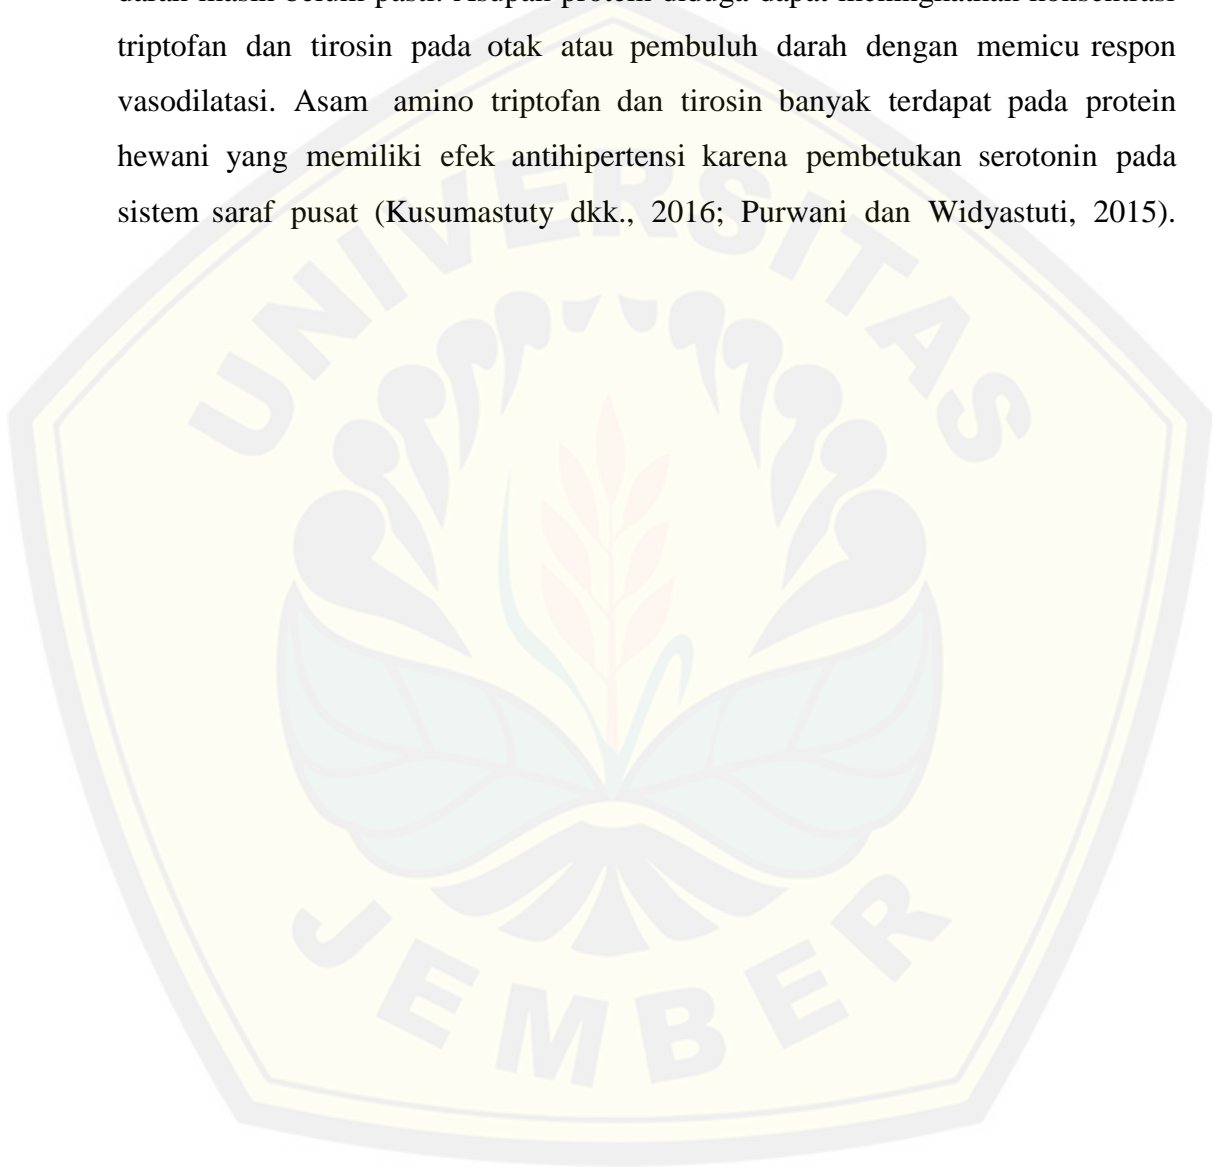 triptofan dan tirosin pada otak atau pembuluh darah dengan memicu respon
vasodilatasi. Asam amino triptofan dan tirosin banyak terdapat pada protein
hewani yang memiliki efek antihipertensi karena pembetukan serotonin pada
sistem saraf pusat (Kusumastuty dkk., 2016; Purwani dan Widyastuti, 2015).
UNIVERSITAS
JEMBER